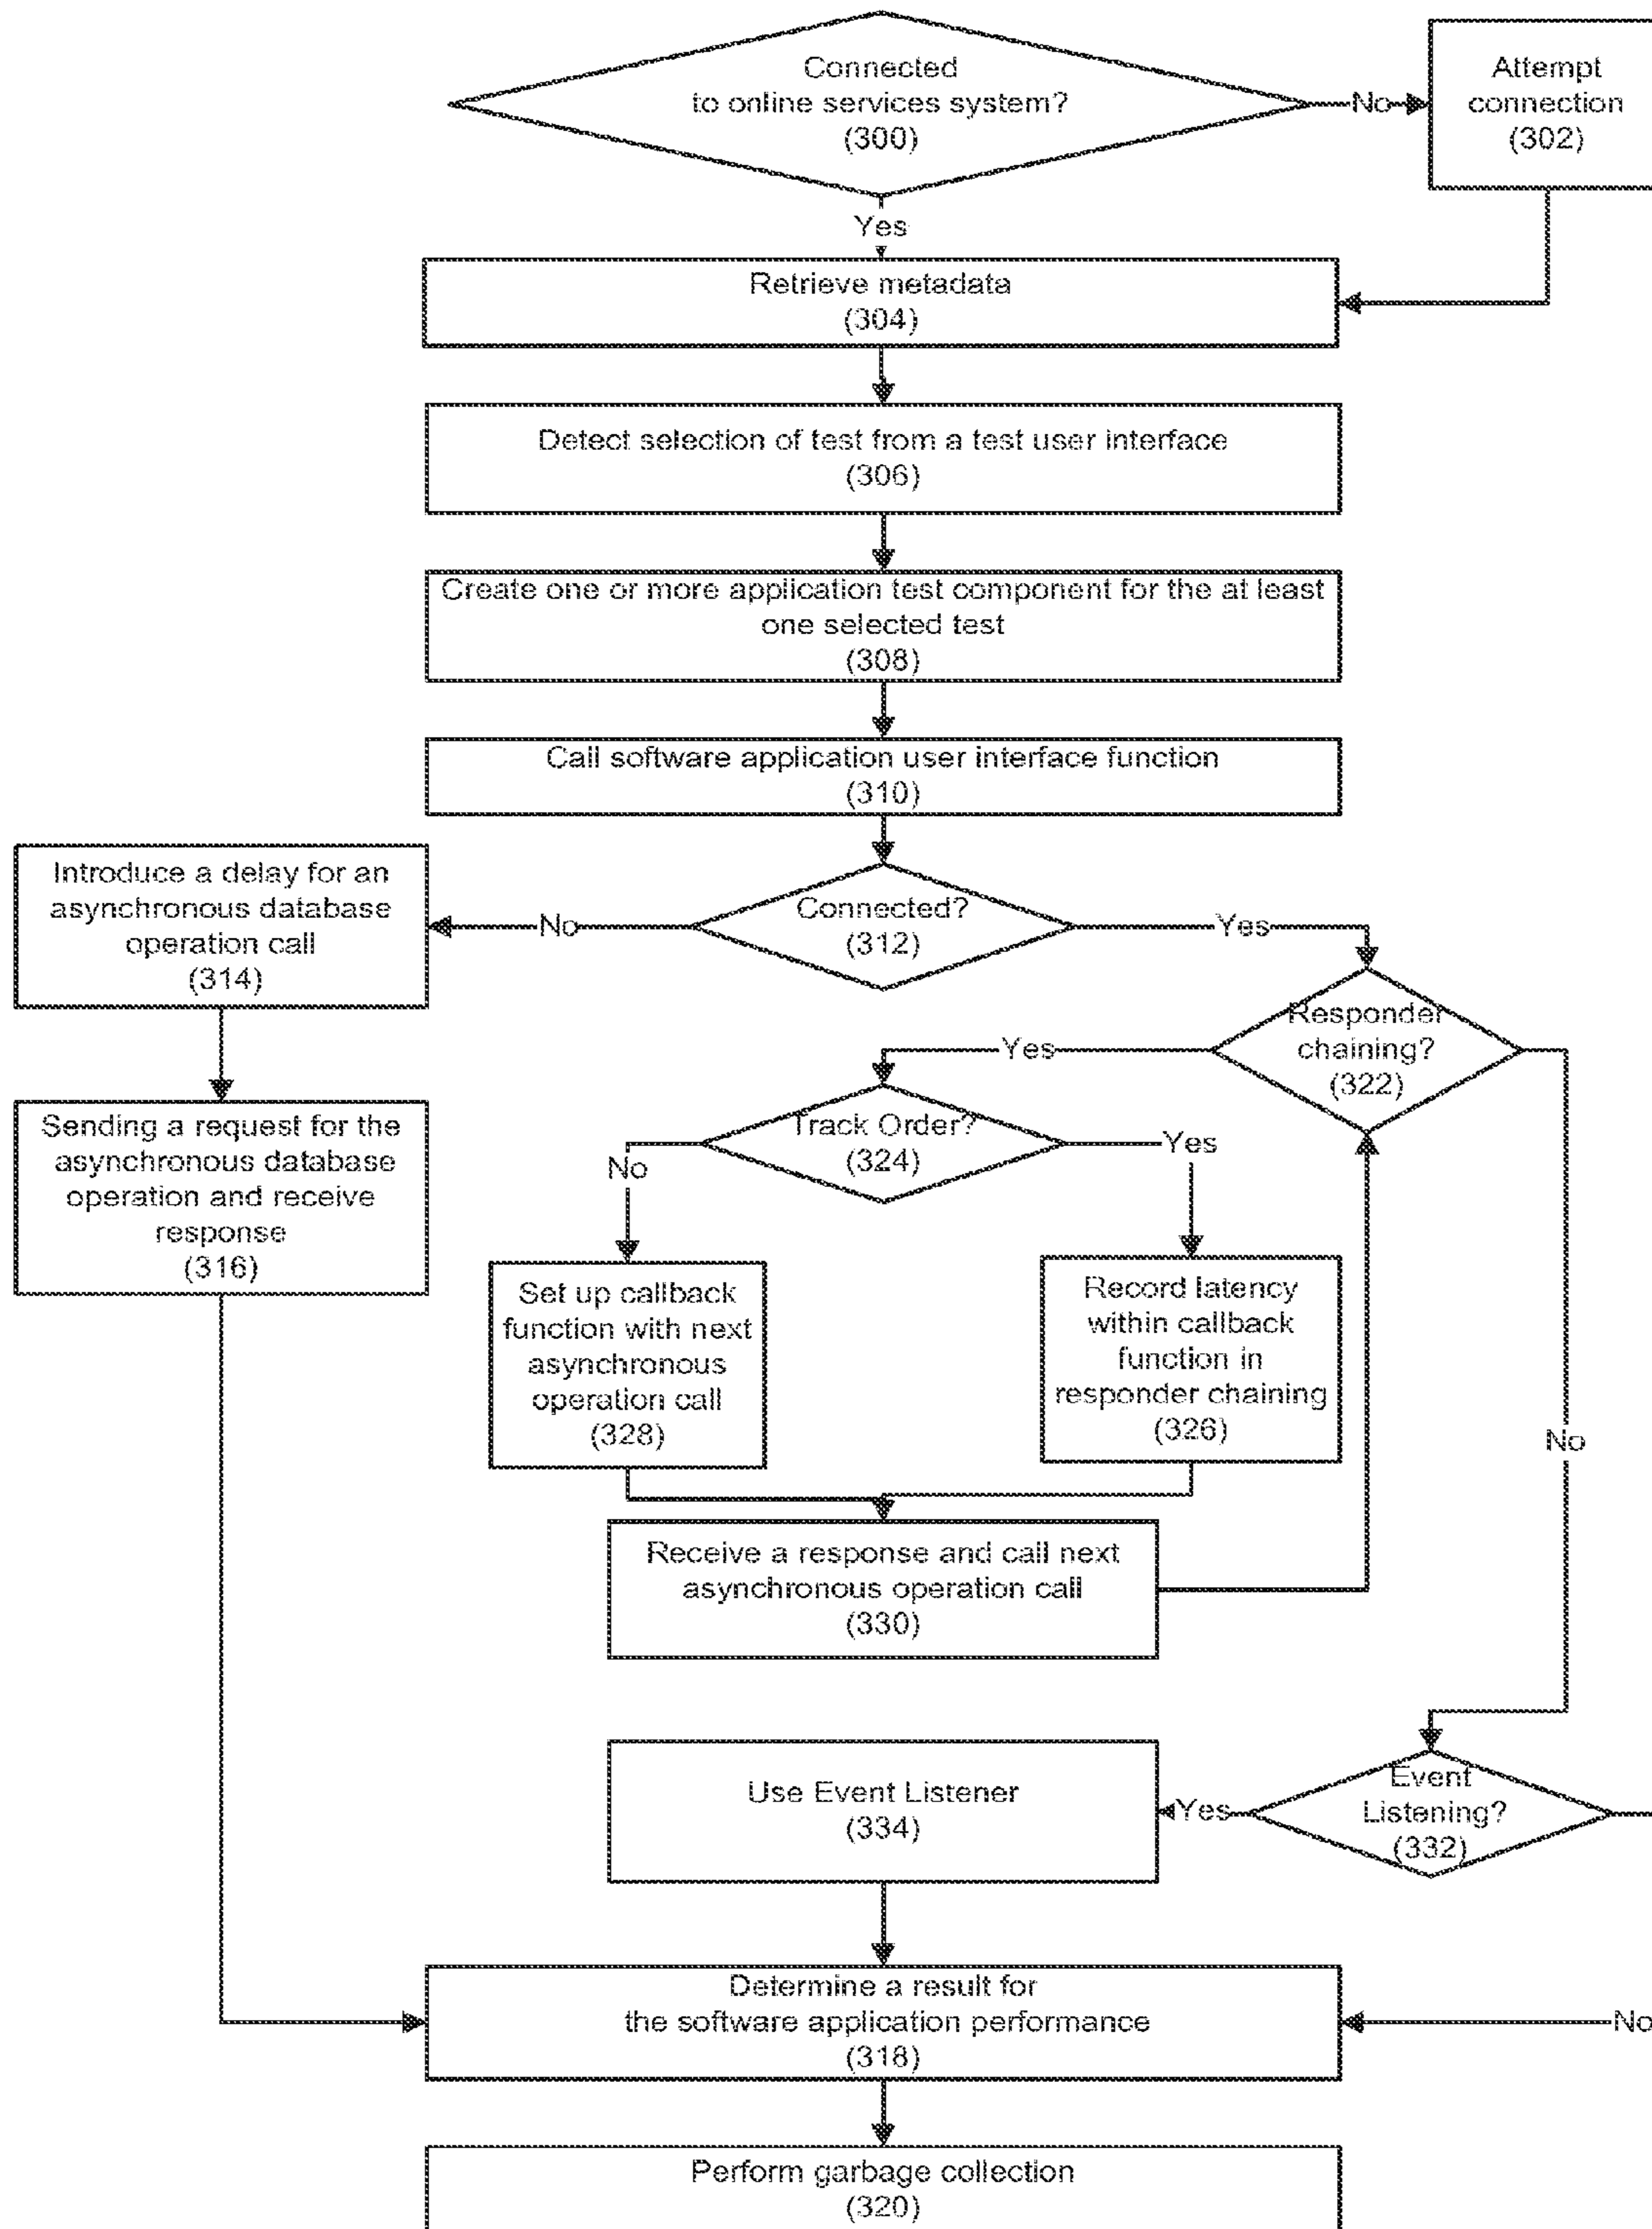 Connected
to online services system?
(300)
No
Attempt
connection
(302)
Yes
Retrieve metadata
(304)
Detect selection of test from a test user interface
(306)
Create one or more application test component for the at least
one selected test
(308)
Call software application user interface function
(310)
Introduce a delay for an
asynchronous database
operation call
(314)
No
Connected?
(312)
Yes
Responder
chaining?
(322)
Yes
Track Order?
(324)
No
Yes
Sending a request for the
asynchronous database
operation and receive
response
(316)
Set up callback
function with next
asynchronous
operation call
(328)
Record latency
within callback
function in
responder chaining
(326)
No
Receive a response and call next
asynchronous operation call
(330)
Use Event Listener
(334)
Yes
Event
Listening?
(332)
Determine a result for
the software application performance
(318)
No
Perform garbage collection
(320)